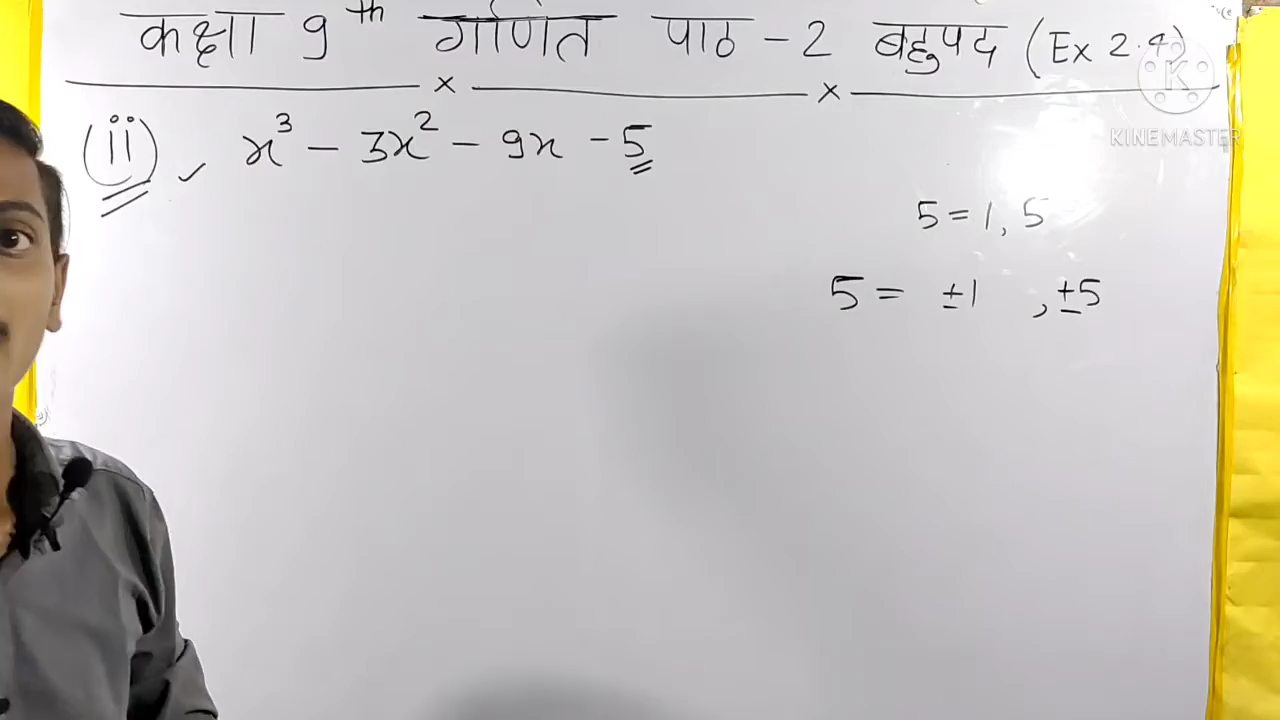 कक्षा 9th गणित पाठ - 2 बहुपद (Ex 2.4)
(ii) x³ - 3x² - 9x - 5
5 = 1, 5
5 = ±1 , ±5
KINEMASTER